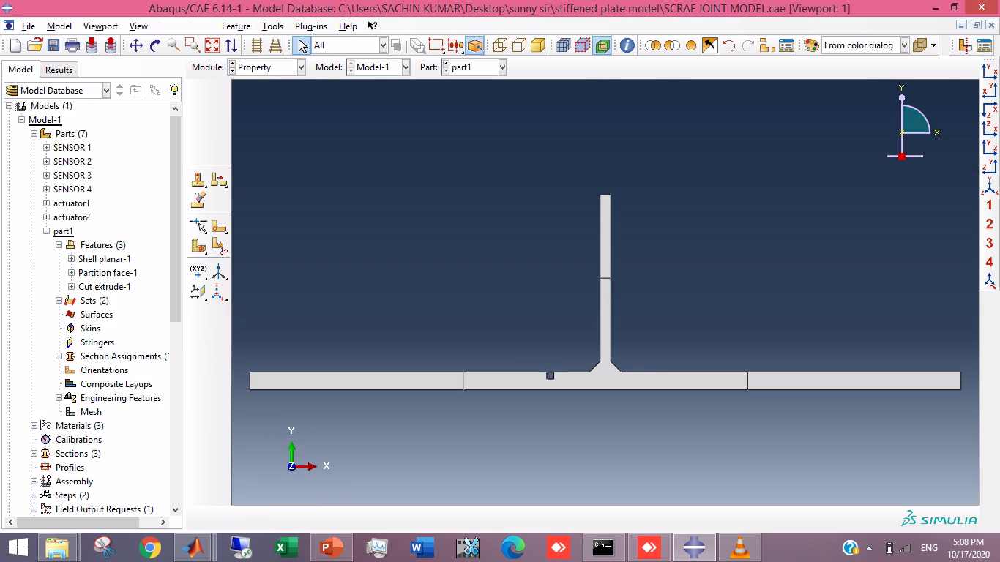 Abaqus/CAE 6.14-1 - Model Database: C:\Users\SACHIN KUMAR\Desktop\sunny sir\stiffened plate model\SCRAF JOINT MODEL.cae [Viewport: 1]
File Model Viewport View Feature Tools Plug-ins Help
All From color dialog
Model Results Module: Property Model: Model-1 Part: part1
Model Database
Models (1)
Model-1
Parts (7)
SENSOR 1
SENSOR 2
SENSOR 3
SENSOR 4
actuator1
actuator2
part1
Features (3)
Shell planar-1
Partition face-1
Cut extrude-1
Sets (2)
Surfaces
Skins
Stringers
Section Assignments (1
Orientations
Composite Layups
Engineering Features
Mesh
Materials (3)
Calibrations
Sections (3)
Profiles
Assembly
Steps (2)
Field Output Requests (1)
(XYZ)
Y
Z X
Y
Z X
1
2
3
4
SIMULIA
ENG
5:08 PM
10/17/2020